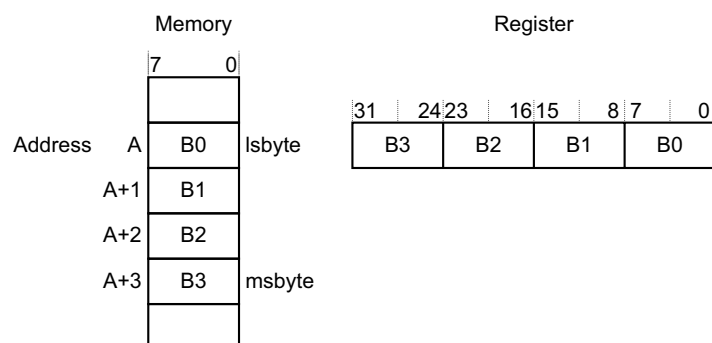 Memory Register
7 0
31 24 23 16 15 8 7 0
Address A B0 lsbyte B3 B2 B1 B0
A+1 B1
A+2 B2
A+3 B3 msbyte